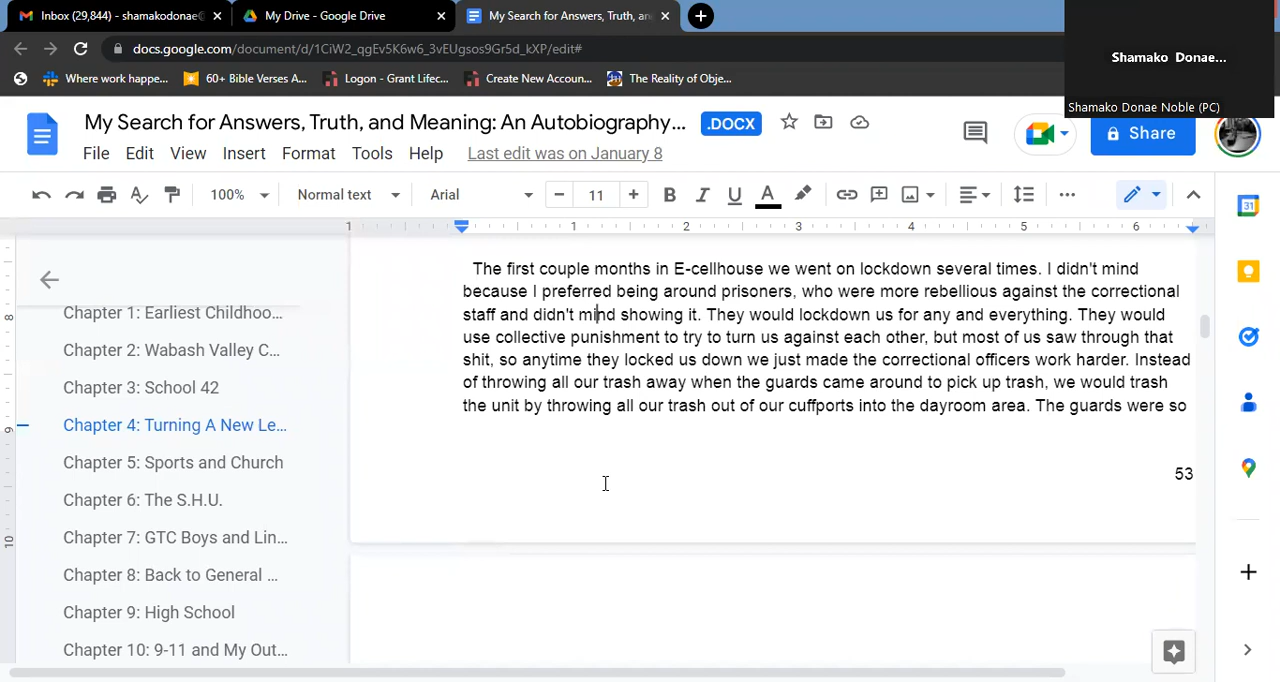 Inbox (29,844) - shamakodonae@
My Drive - Google Drive
My Search for Answers, Truth, an
Shamako Donae...
docs.google.com/document/d/1CiW2_qgEv5K6w6_3vEUgsos9Gr5d_kXP/edit#
Where work happe...
60+ Bible Verses A...
Logon - Grant Lifec...
Create New Accoun...
The Reality of Obje...
Shamako Donae Noble (PC)
My Search for Answers, Truth, and Meaning: An Autobiography...
.DOCX
Share
File Edit View Insert Format Tools Help Last edit was on January 8
100% Normal text Arial 11 B I U A
1 1 2 3 4 5 6
Chapter 1: Earliest Childhoo...
Chapter 2: Wabash Valley C...
Chapter 3: School 42
Chapter 4: Turning A New Le...
Chapter 5: Sports and Church
Chapter 6: The S.H.U.
Chapter 7: GTC Boys and Lin...
Chapter 8: Back to General ...
Chapter 9: High School
Chapter 10: 9-11 and My Out...
8
9
10
The first couple months in E-cellhouse we went on lockdown several times. I didn't mind
because I preferred being around prisoners, who were more rebellious against the correctional
staff and didn't mind showing it. They would lockdown us for any and everything. They would
use collective punishment to try to turn us against each other, but most of us saw through that
shit, so anytime they locked us down we just made the correctional officers work harder. Instead
of throwing all our trash away when the guards came around to pick up trash, we would trash
the unit by throwing all our trash out of our cuffports into the dayroom area. The guards were so
53
31